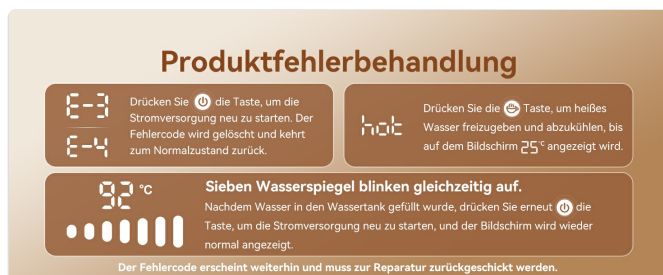 Produktfehlerbehandlung
E-3
E-4
Drücken Sie die Taste, um die
Stromversorgung neu zu starten. Der
Fehlercode wird gelöscht und kehrt
zum Normalzustand zurück.
hot
Drücken Sie die Taste, um heißes
Wasser freizugeben und abzukühlen, bis
auf dem Bildschirm 25°C angezeigt wird.
92 °C
Sieben Wasserspiegel blinken gleichzeitig auf.
Nachdem Wasser in den Wassertank gefüllt wurde, drücken Sie erneut die
Taste, um die Stromversorgung neu zu starten, und der Bildschirm wird wieder
normal angezeigt.
Der Fehlercode erscheint weiterhin und muss zur Reparatur zurückgeschickt werden.